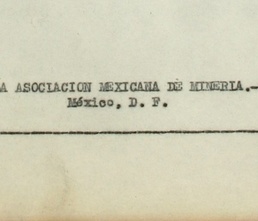 A ASOCIACION MEXICANA DE MINERIA.-
México, D. F.